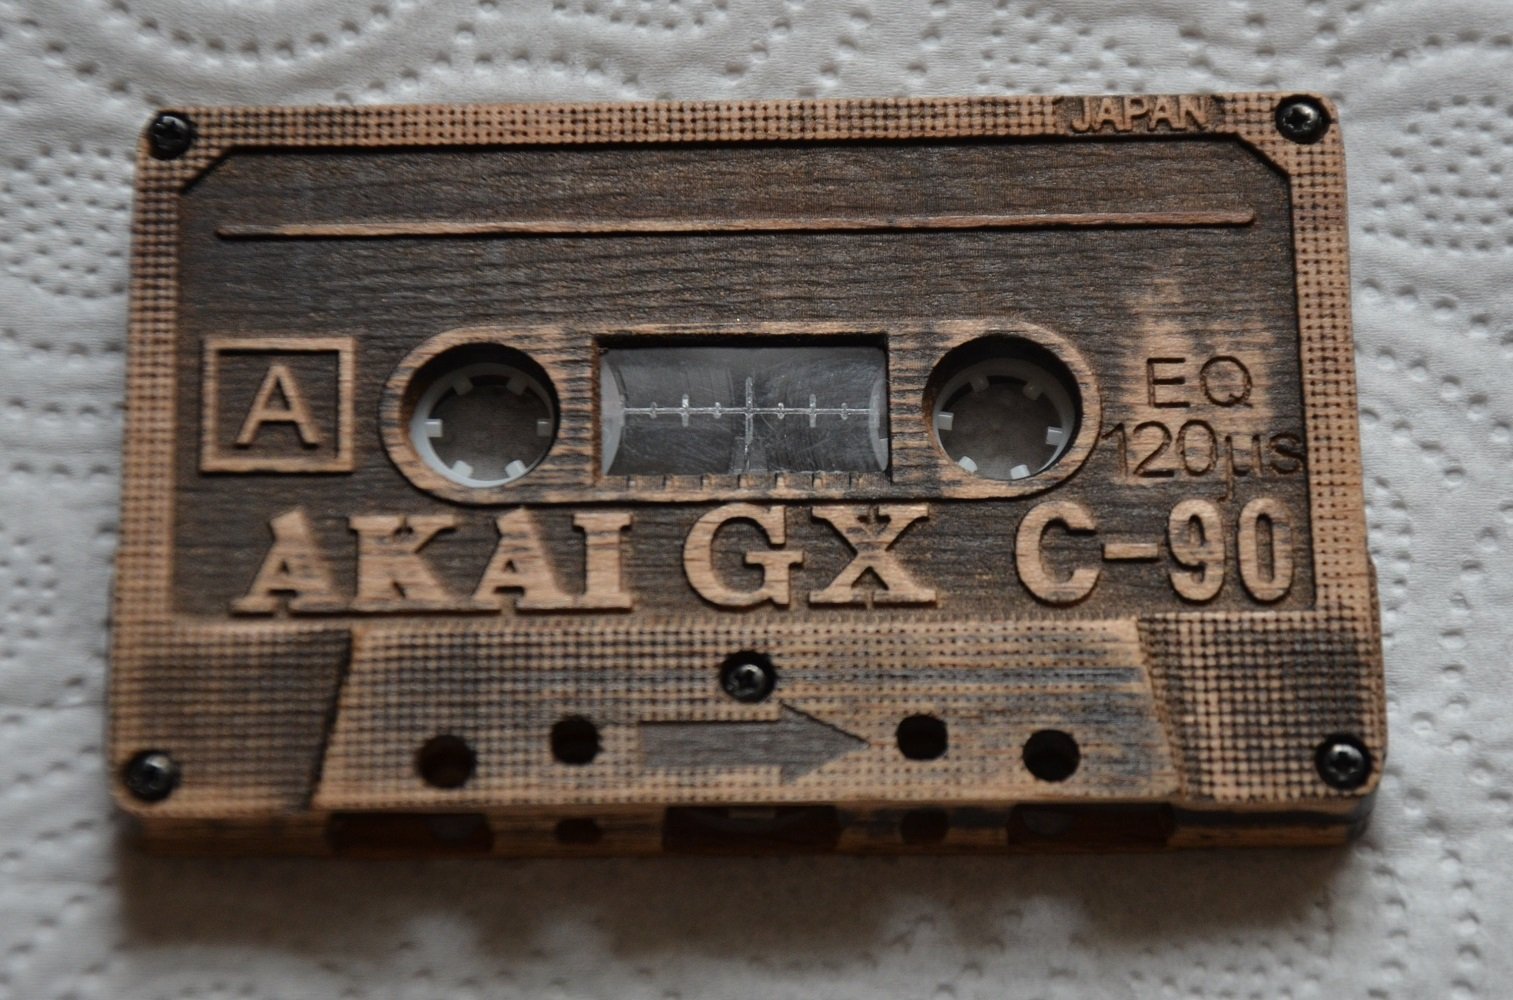 JAPAN
A
EQ
120µs
AKAI GX C-90